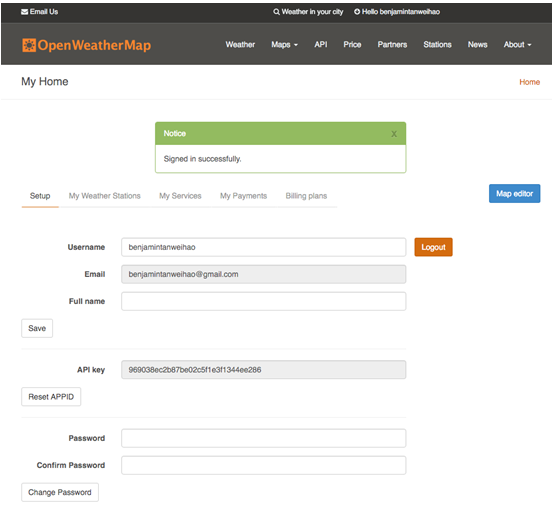 Email Us Weather in your city Hello benjamintanweihao
OpenWeatherMap Weather Maps API Price Partners Stations News About
My Home Home
Notice X
Signed in successfully.
Setup My Weather Stations My Services My Payments Billing plans Map editor
Username benjamintanweihao Logout
Email benjamintanweihao@gmail.com
Full name
Save
API key 969038ec2b87be02c5f1e3f1344ee286
Reset APPID
Password
Confirm Password
Change Password